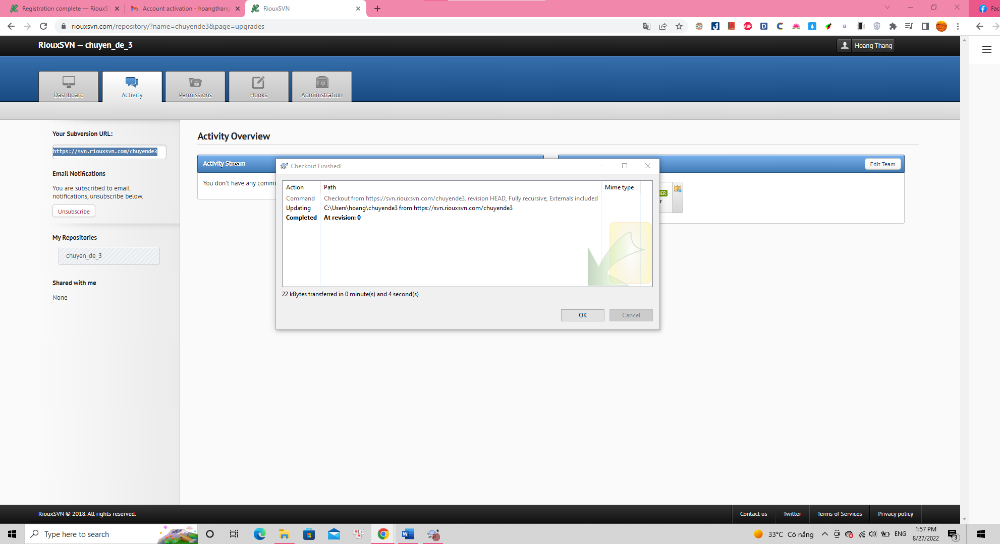 Registration complete — RiouxS
Account activation - hoangthang
RiouxSVN
Fac
riouxsvn.com/repository/?name=chuyende3&page=upgrades
ABP
RiouxSVN — chuyen_de_3
Hoang Thang
Dashboard
Activity
Permissions
Hooks
Administration
Your Subversion URL:
https://svn.riouxsvn.com/chuyende3
Email Notifications
You are subscribed to email
notifications, unsubscribe below.
Unsubscribe
My Repositories
chuyen_de_3
Shared with me
None
Activity Overview
Activity Stream
Edit Team
You don't have any commi
Checkout Finished!
Action Path Mime type
Command Checkout from https://svn.riouxsvn.com/chuyende3, revision HEAD, Fully recursive, Externals included
Updating C:\Users\hoang\chuyende3 from https://svn.riouxsvn.com/chuyende3
Completed At revision: 0
22 kBytes transferred in 0 minute(s) and 4 second(s)
OK
Cancel
RiouxSVN © 2018. All rights reserved.
Contact us
Twitter
Terms of Services
Privacy policy
Type here to search
33°C Có nắng
ENG
1:57 PM
8/27/2022
3